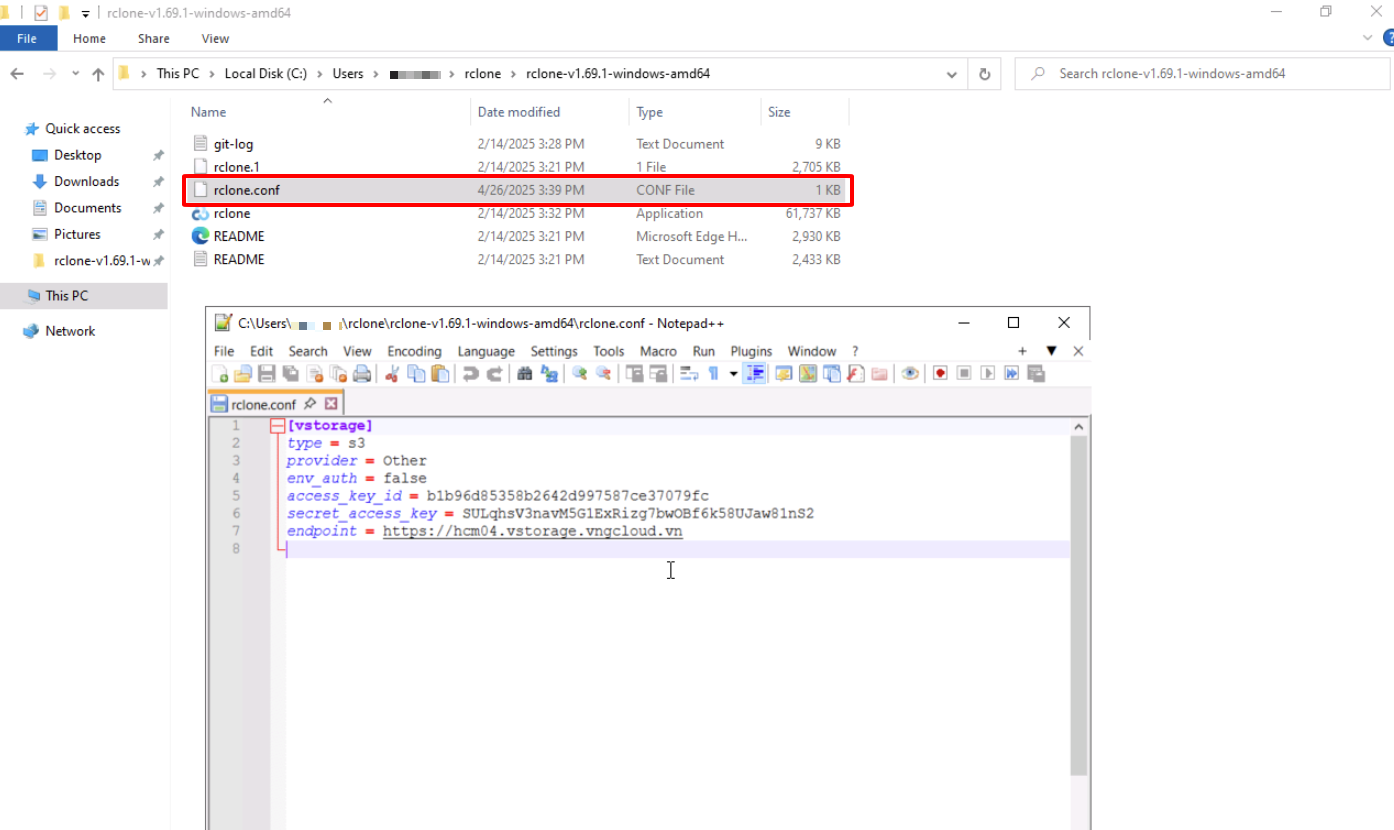 rclone-v1.69.1-windows-amd64
File Home Share View
This PC > Local Disk (C:) > Users > > rclone > rclone-v1.69.1-windows-amd64
Search rclone-v1.69.1-windows-amd64
Quick access
Desktop
Downloads
Documents
Pictures
rclone-v1.69.1-w
This PC
Network
Name Date modified Type Size
git-log 2/14/2025 3:28 PM Text Document 9 KB
rclone.1 2/14/2025 3:21 PM 1 File 2,705 KB
rclone.conf 4/26/2025 3:39 PM CONF File 1 KB
rclone 2/14/2025 3:32 PM Application 61,737 KB
README 2/14/2025 3:21 PM Microsoft Edge H... 2,930 KB
README 2/14/2025 3:21 PM Text Document 2,433 KB
C:\Users\ \rclone\rclone-v1.69.1-windows-amd64\rclone.conf - Notepad++
File Edit Search View Encoding Language Settings Tools Macro Run Plugins Window ?
rclone.conf
1 [vstorage]
2 type = s3
3 provider = Other
4 env_auth = false
5 access_key_id = b1b96d85358b2642d997587ce37079fc
6 secret_access_key = SULqhsV3navM5G1ExRizg7bwOBf6k58UJaw81nS2
7 endpoint = https://hcm04.vstorage.vngcloud.vn
8